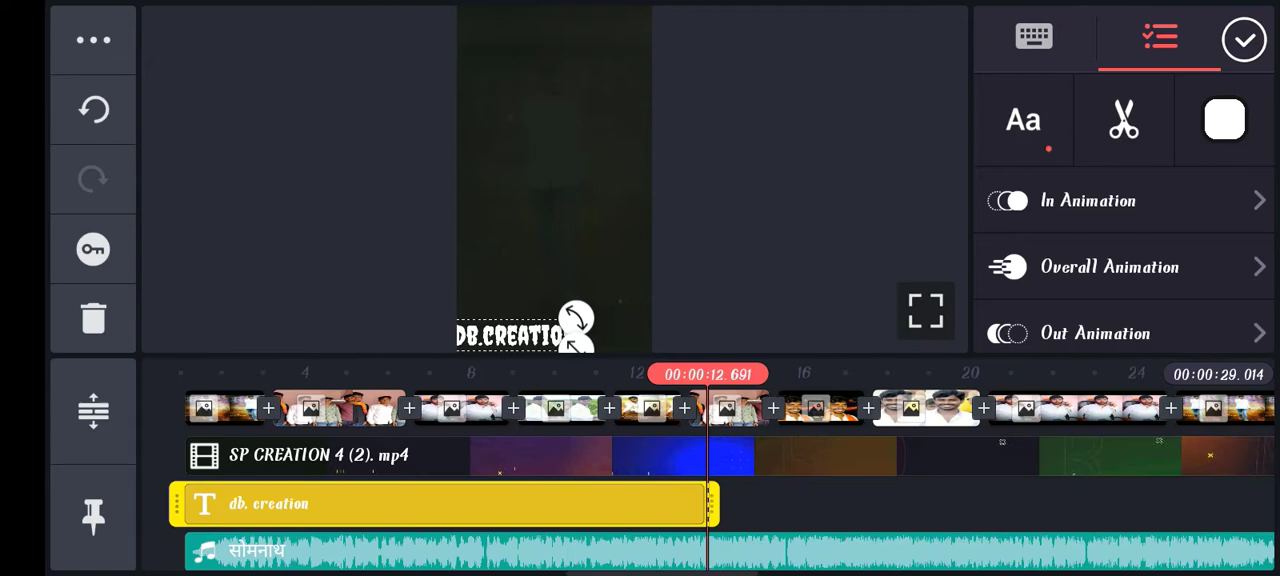 Aa
In Animation
Overall Animation
Out Animation
DB.CREATIO
4
8
12
00:00:12.691
16
20
24
00:00:29.014
SP CREATION 4 (2). mp4
T db. creation
सोमनाथ